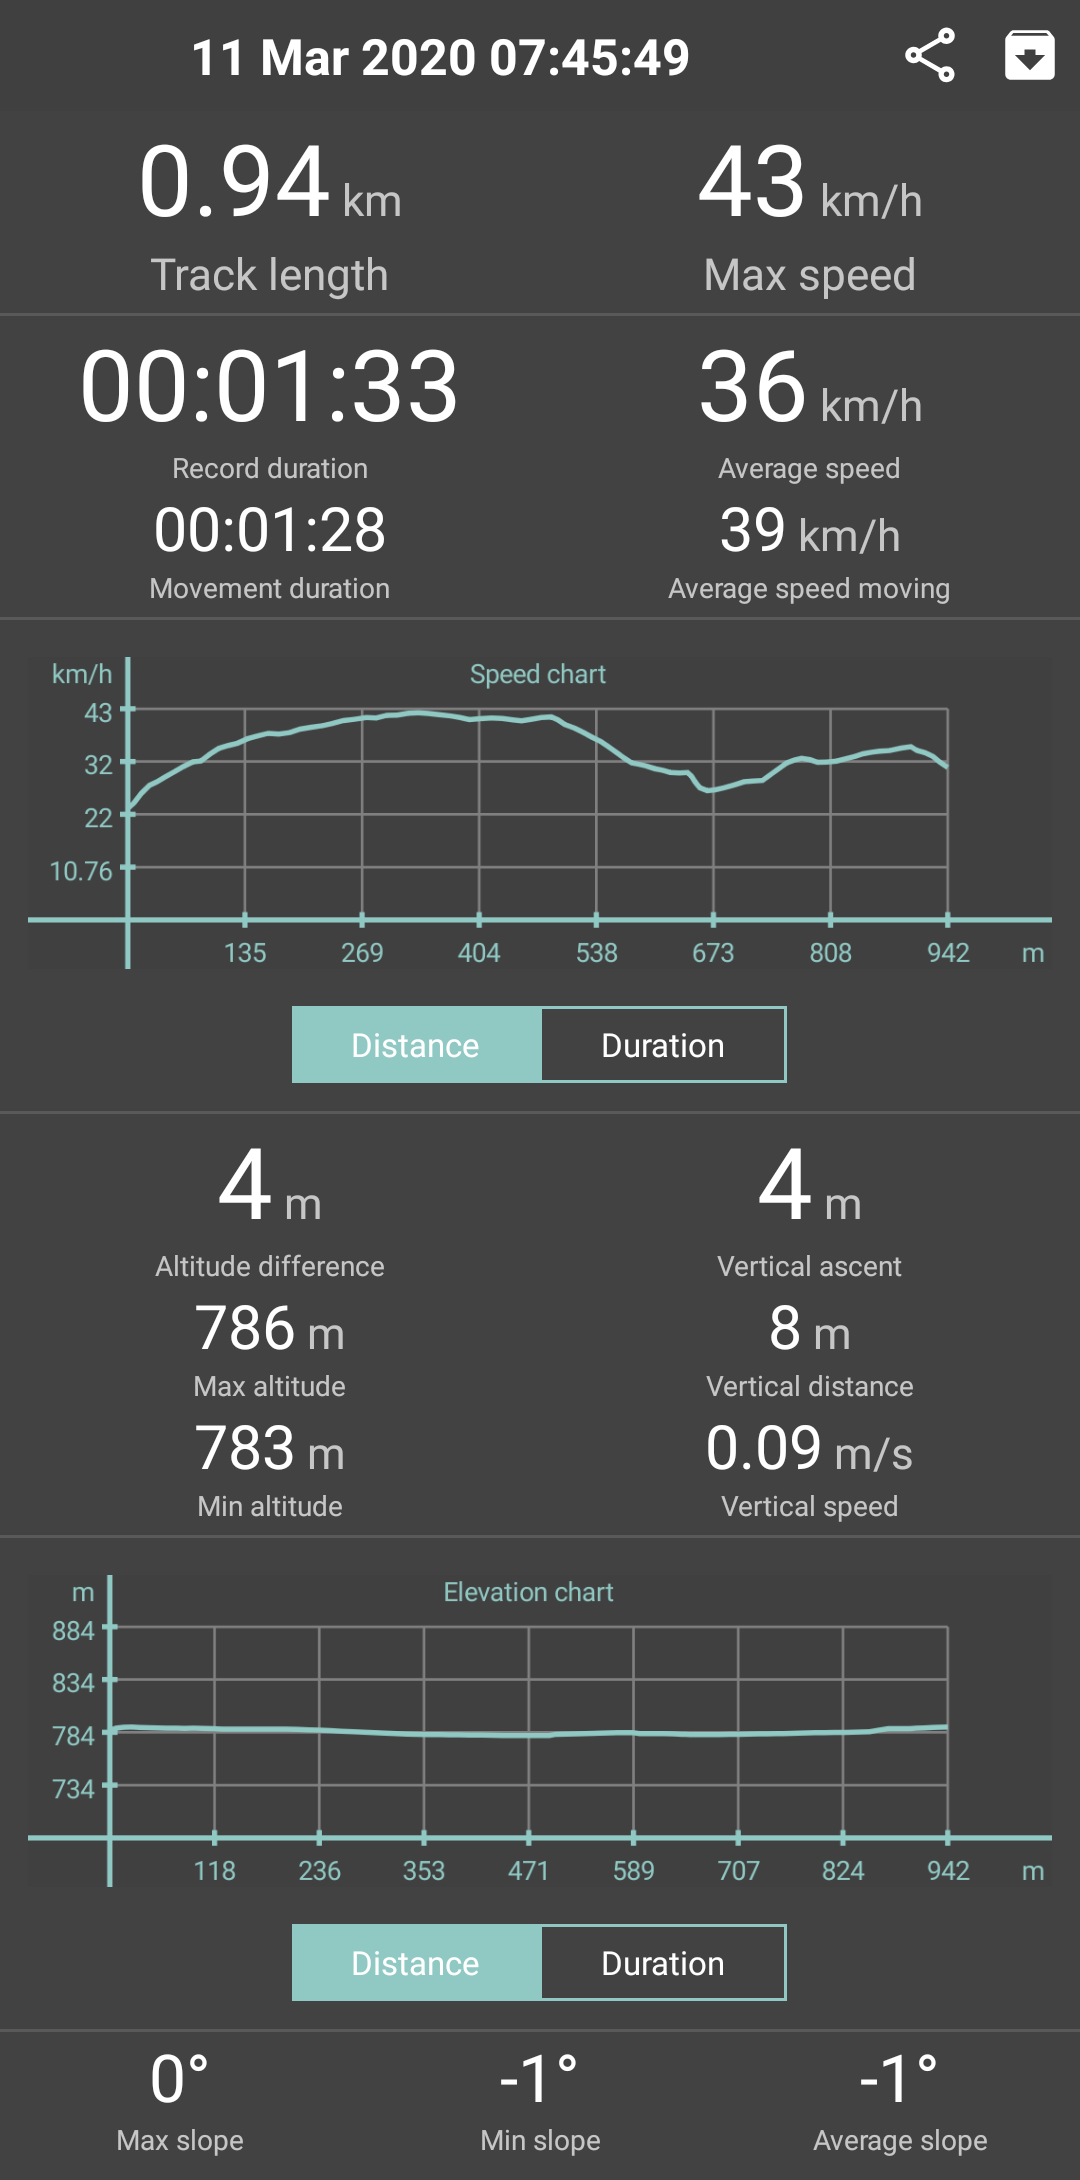 11 Mar 2020 07:45:49
0.94 km
Track length
43 km/h
Max speed
00:01:33
Record duration
00:01:28
Movement duration
36 km/h
Average speed
39 km/h
Average speed moving
km/h
Speed chart
43
32
22
10.76
135 269 404 538 673 808 942 m
Distance
Duration
4 m
Altitude difference
786 m
Max altitude
783 m
Min altitude
4 m
Vertical ascent
8 m
Vertical distance
0.09 m/s
Vertical speed
m
Elevation chart
884
834
784
734
118 236 353 471 589 707 824 942 m
Distance
Duration
0°
Max slope
-1°
Min slope
-1°
Average slope